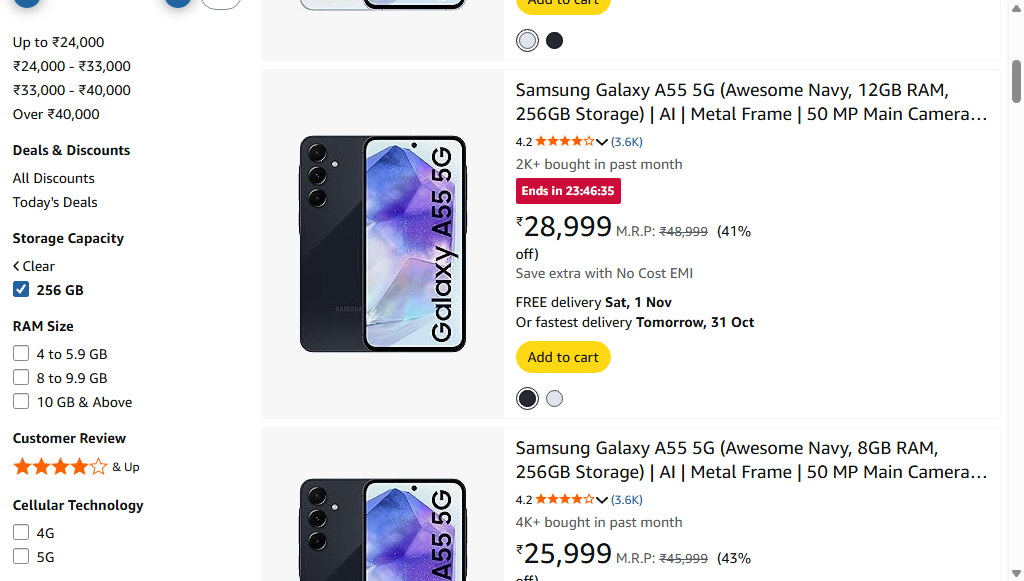 Add to cart
Up to ₹24,000
₹24,000 - ₹33,000
₹33,000 - ₹40,000
Over ₹40,000
Deals & Discounts
All Discounts
Today's Deals
Storage Capacity
Clear
256 GB
RAM Size
4 to 5.9 GB
8 to 9.9 GB
10 GB & Above
Customer Review
& Up
Cellular Technology
4G
5G
Galaxy A55 5G
SAMSUNG
Samsung Galaxy A55 5G (Awesome Navy, 12GB RAM,
256GB Storage) | AI | Metal Frame | 50 MP Main Camera…
4.2 (3.6K)
2K+ bought in past month
Ends in 23:46:35
₹28,999 M.R.P: ₹48,999 (41%
off)
Save extra with No Cost EMI
FREE delivery Sat, 1 Nov
Or fastest delivery Tomorrow, 31 Oct
Add to cart
A55 5G
Samsung Galaxy A55 5G (Awesome Navy, 8GB RAM,
256GB Storage) | AI | Metal Frame | 50 MP Main Camera…
4.2 (3.6K)
4K+ bought in past month
₹25,999 M.R.P: ₹45,999 (43%
off)